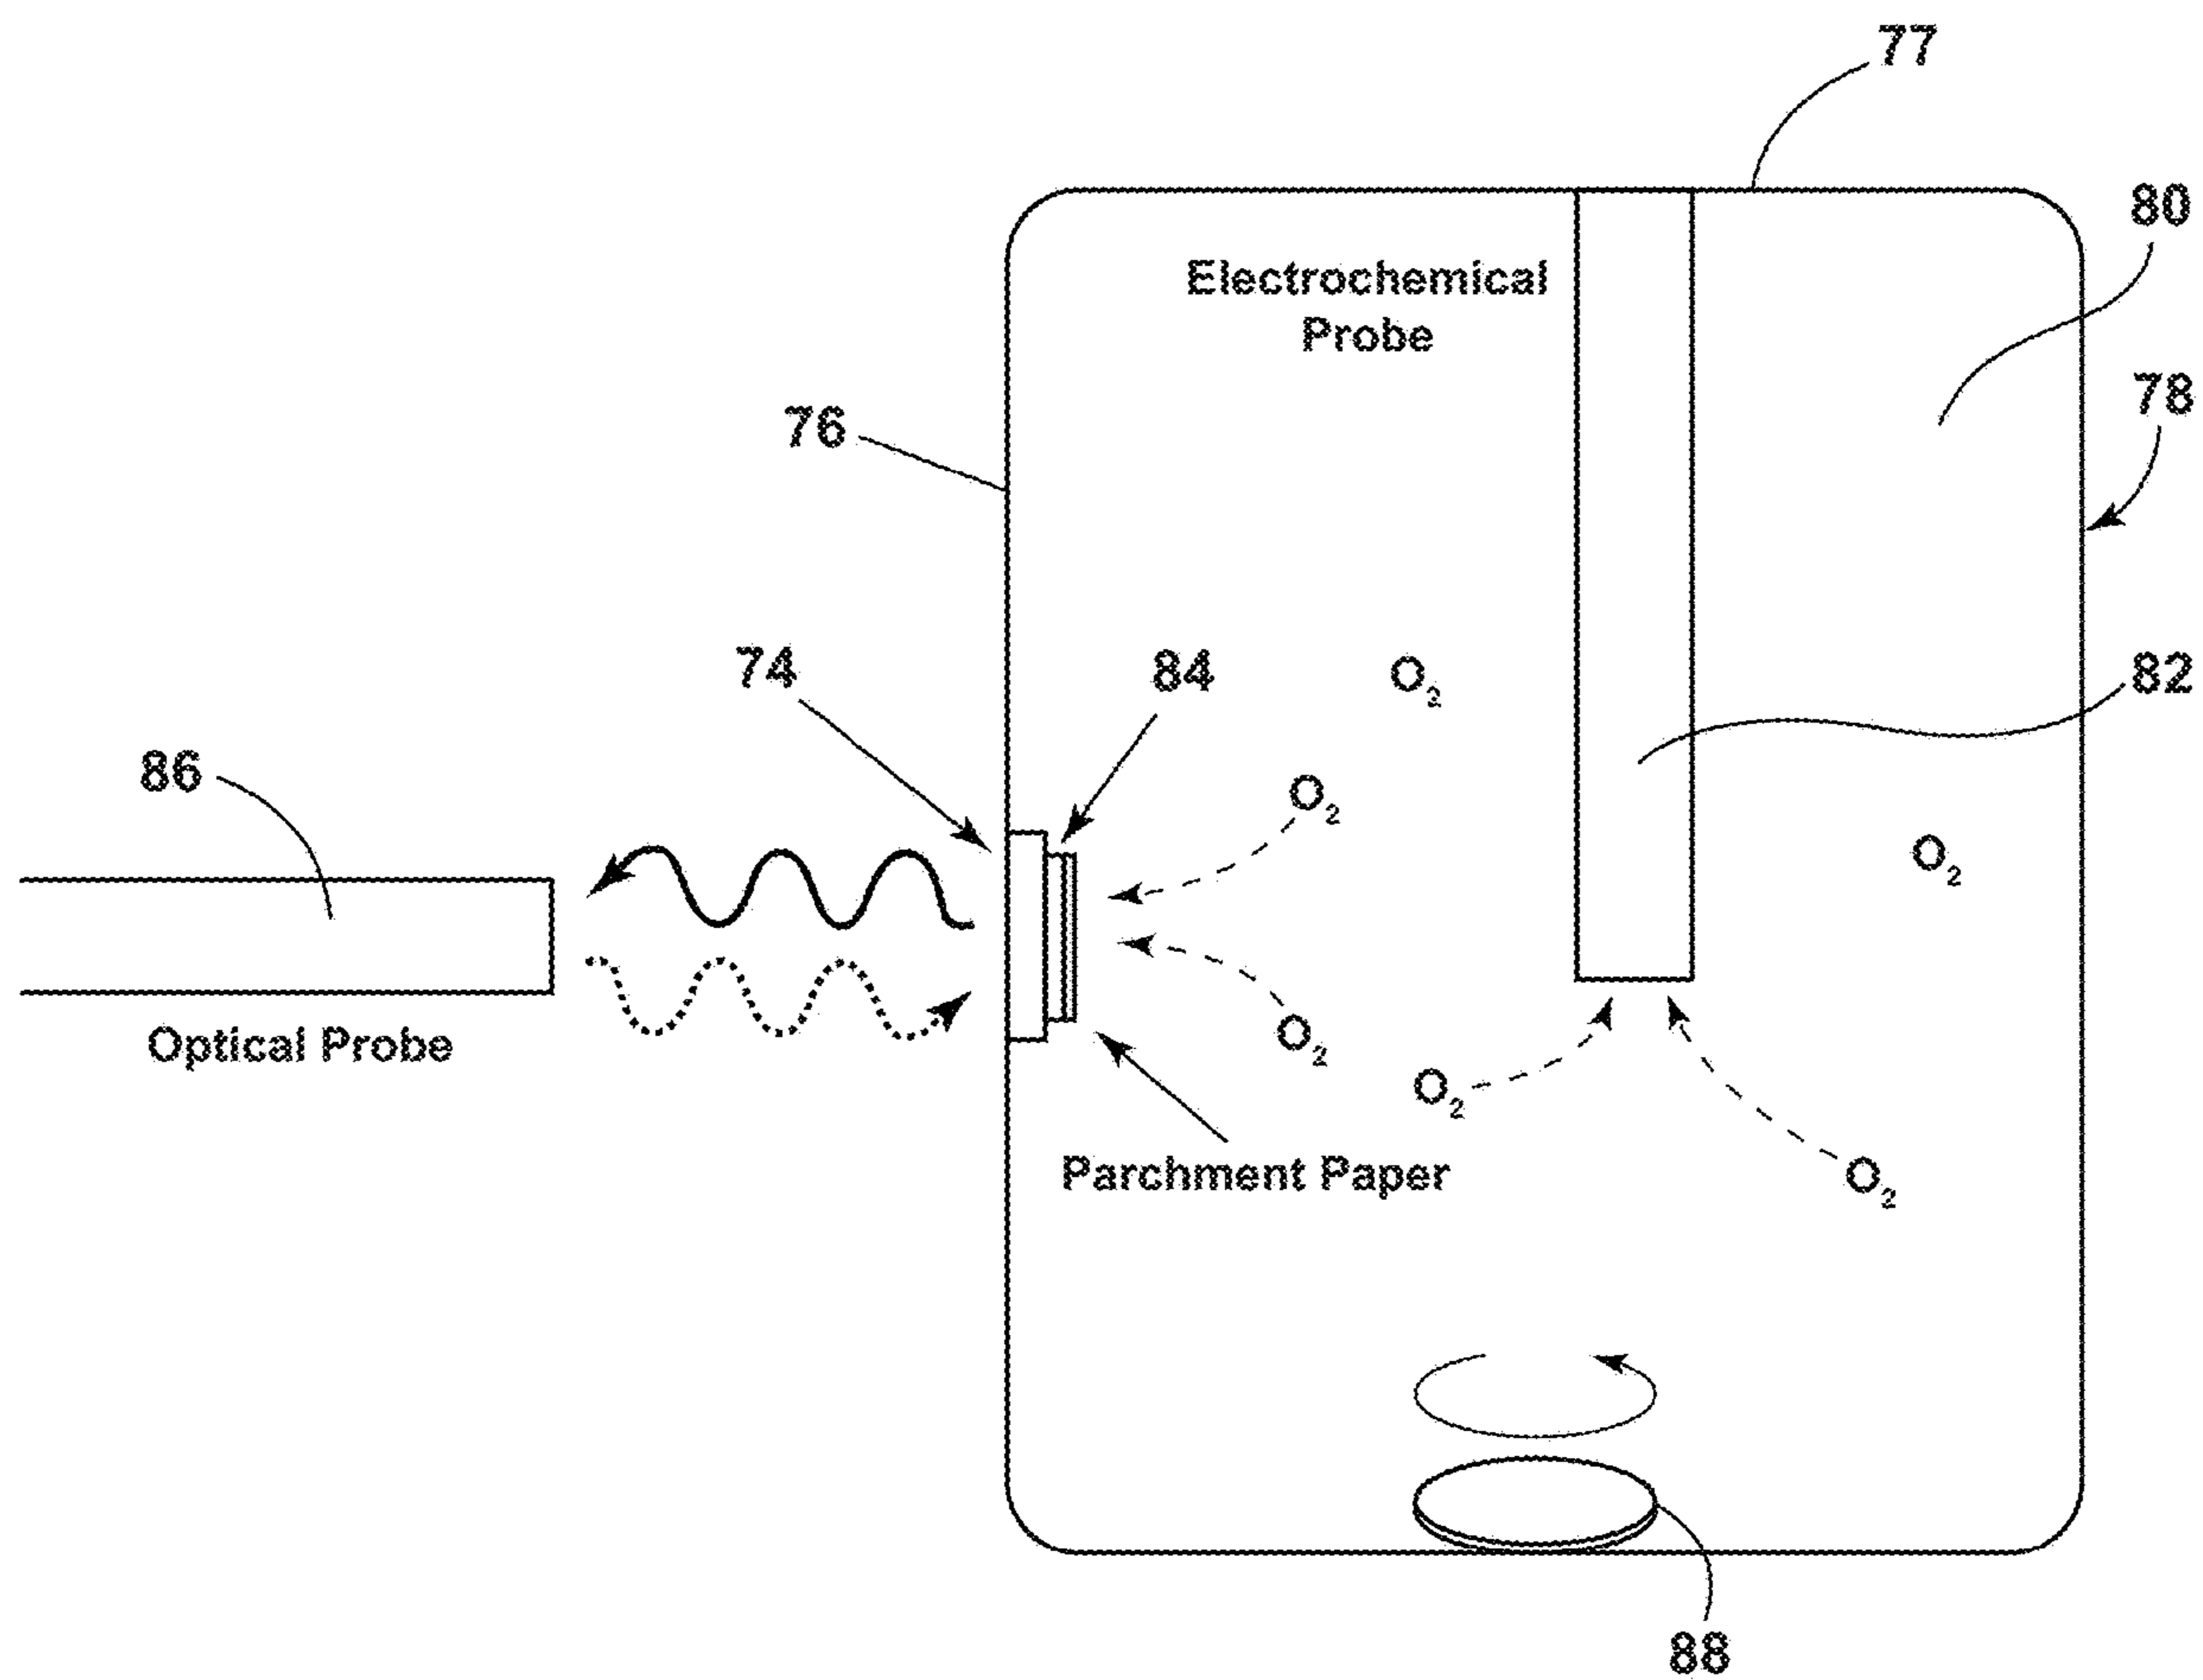 77
80
Electrochemical
Probe
78
76
74
84
O₂
82
86
O₂
O₂
Optical Probe
O₂
O₂
Parchment Paper
O₂
88